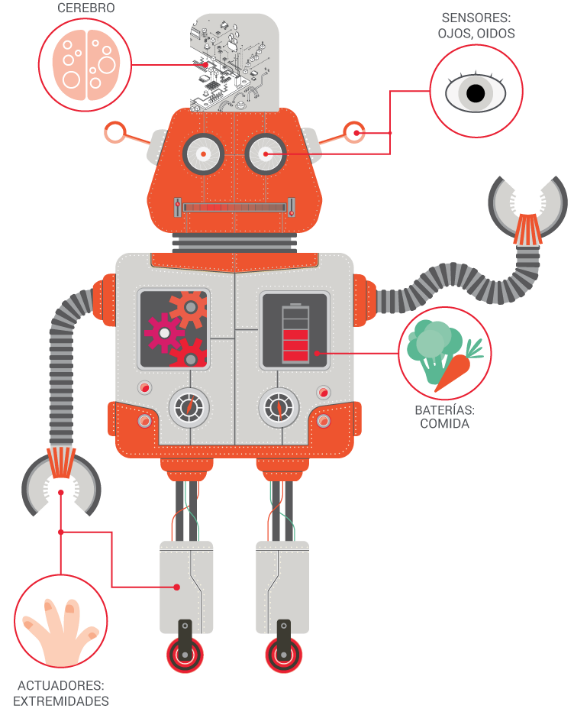 CEREBRO
SENSORES:
OJOS, OIDOS
BATERÍAS:
COMIDA
ACTUADORES:
EXTREMIDADES